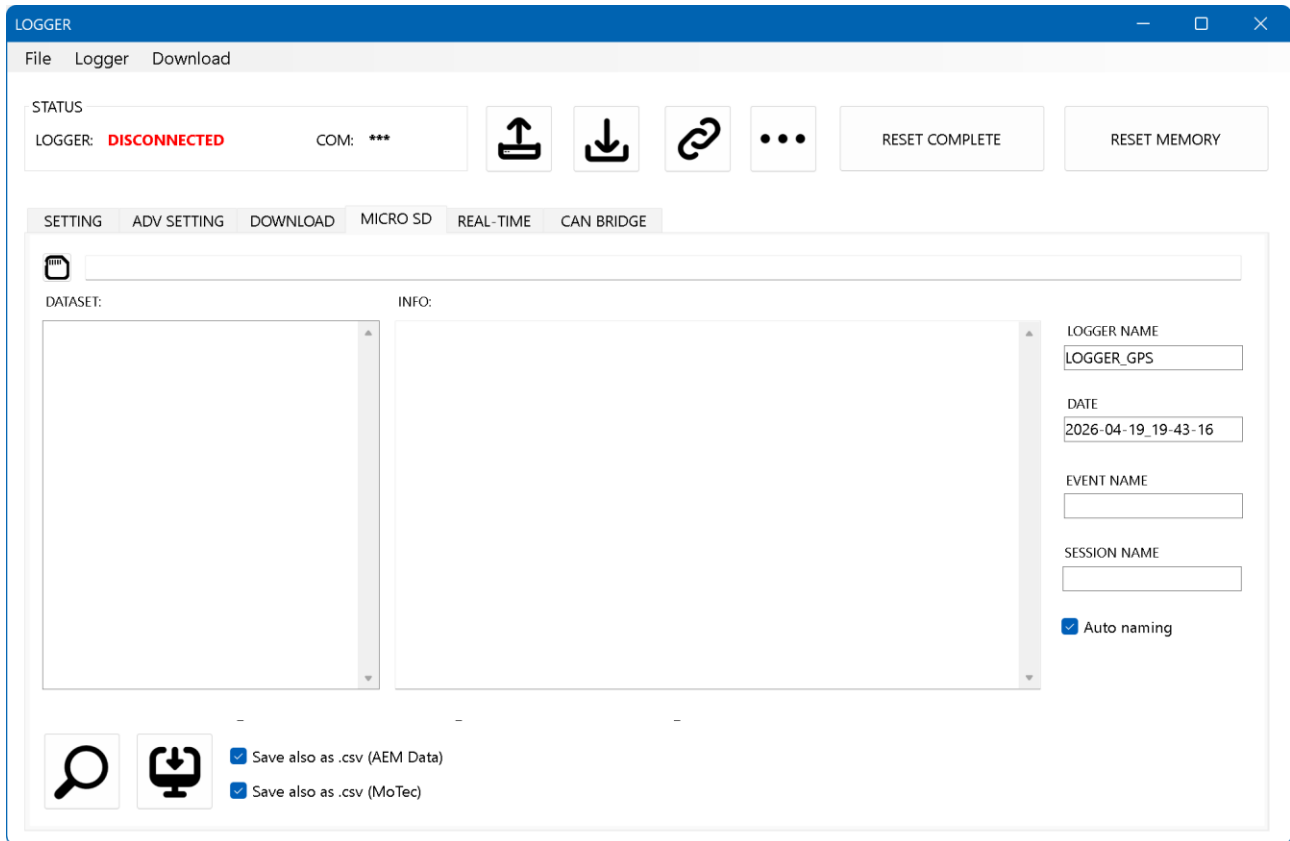 LOGGER
File Logger Download
STATUS
LOGGER: DISCONNECTED COM: ***
RESET COMPLETE
RESET MEMORY
SETTING ADV SETTING DOWNLOAD MICRO SD REAL-TIME CAN BRIDGE
DATASET:
INFO:
LOGGER NAME
LOGGER_GPS
DATE
2026-04-19_19-43-16
EVENT NAME
SESSION NAME
Auto naming
_ _ _
Save also as .csv (AEM Data)
Save also as .csv (MoTec)